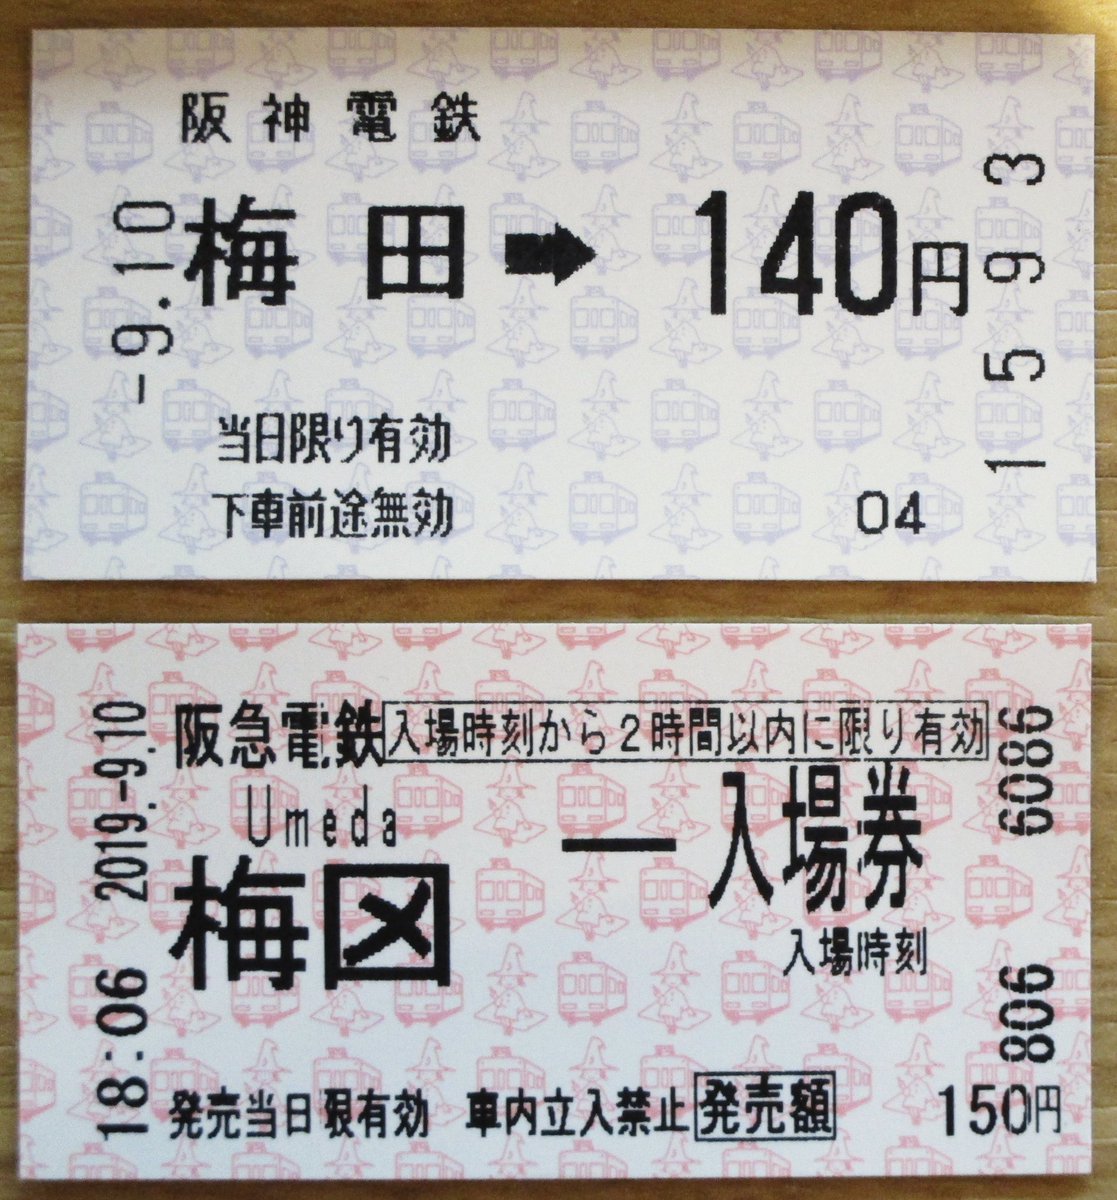 阪神電鉄
-9.10
梅田➡140円
1593
当日限り有効
下車前途無効
04
阪急電鉄 入場時刻から2時間以内に限り有効
2019.-9.10
18:06
Umeda
梅田 ー入場券
入場時刻
発売当日限有効 車内立入禁止 発売額 150円